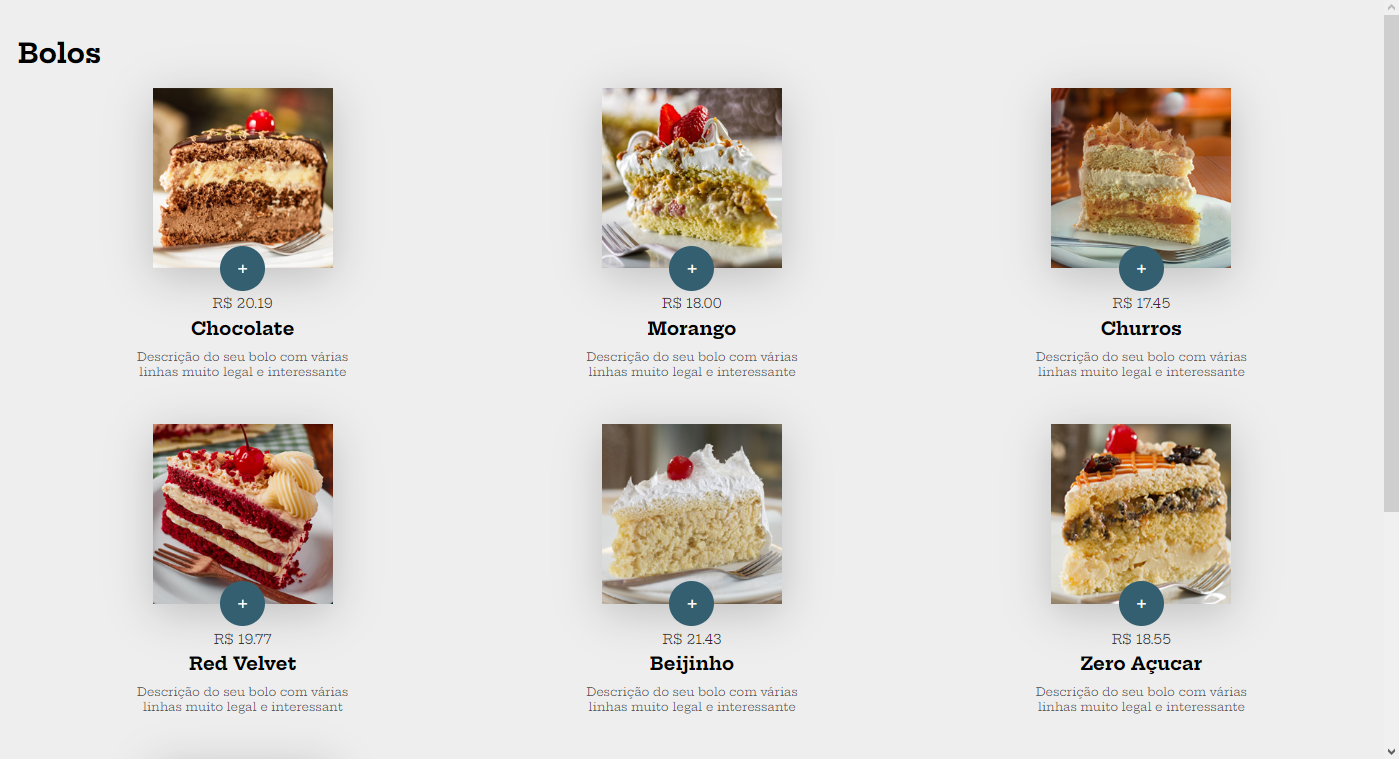 Bolos
+
R$ 20.19
Chocolate
Descrição do seu bolo com várias
linhas muito legal e interessante
+
R$ 18.00
Morango
Descrição do seu bolo com várias
linhas muito legal e interessante
+
R$ 17.45
Churros
Descrição do seu bolo com várias
linhas muito legal e interessante
+
R$ 19.77
Red Velvet
Descrição do seu bolo com várias
linhas muito legal e interessant
+
R$ 21.43
Beijinho
Descrição do seu bolo com várias
linhas muito legal e interessante
+
R$ 18.55
Zero Açucar
Descrição do seu bolo com várias
linhas muito legal e interessante